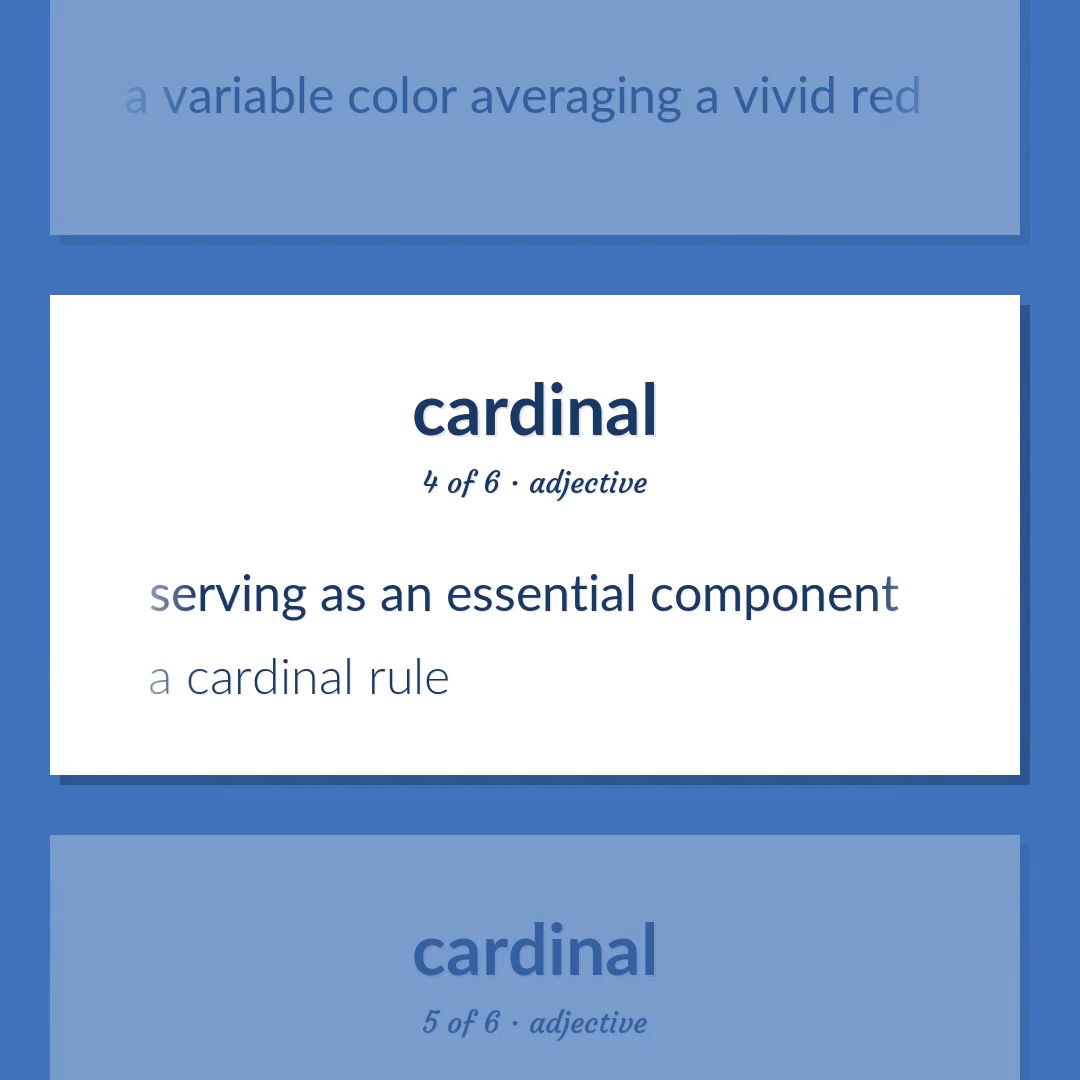 a variable color averaging a vivid red
cardinal
4 of 6 · adjective
serving as an essential component
a cardinal rule
cardinal
5 of 6 · adjective